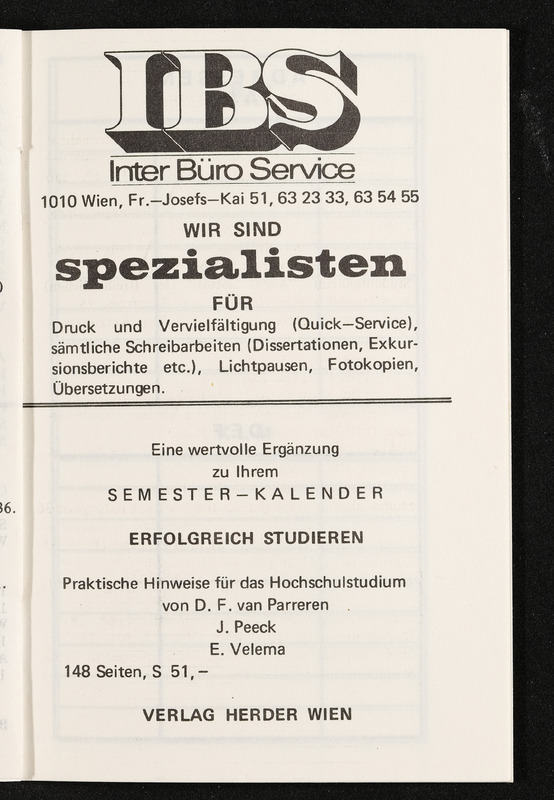 IBS
Inter Büro Service
1010 Wien, Fr.—Josefs—Kai 51, 63 23 33, 63 54 55
WIR SIND
spezialisten
FÜR
Druck und Vervielfältigung (Quick—Service),
sämtliche Schreibarbeiten (Dissertationen, Exkur-
sionsberichte etc.), Lichtpausen, Fotokopien,
Übersetzungen.
Eine wertvolle Ergänzung
zu Ihrem
SEMESTER—KALENDER
ERFOLGREICH STUDIEREN
Praktische Hinweise für das Hochschulstudium
von D. F. van Parreren
J. Peeck
E. Velema
148 Seiten, S 51,—
VERLAG HERDER WIEN